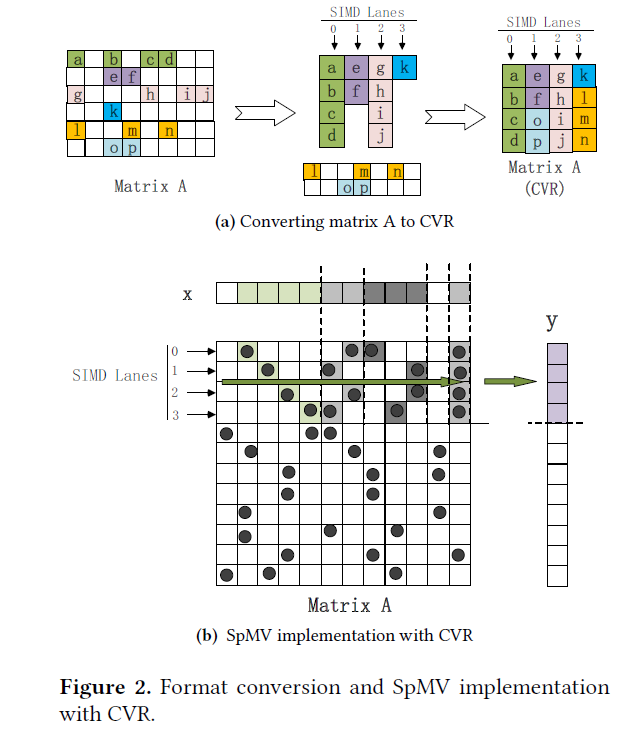 SIMD Lanes
0 1 2 3
a b c d
e f
g h i j
k
l m n
o p
Matrix A
a e g k
b f h
c i
d j
l m n
o p
SIMD Lanes
0 1 2 3
a e g k
b f h l
c o i m
d p j n
Matrix A
(CVR)
(a) Converting matrix A to CVR
x
y
SIMD Lanes
0
1
2
3
Matrix A
(b) SpMV implementation with CVR
Figure 2. Format conversion and SpMV implementation
with CVR.